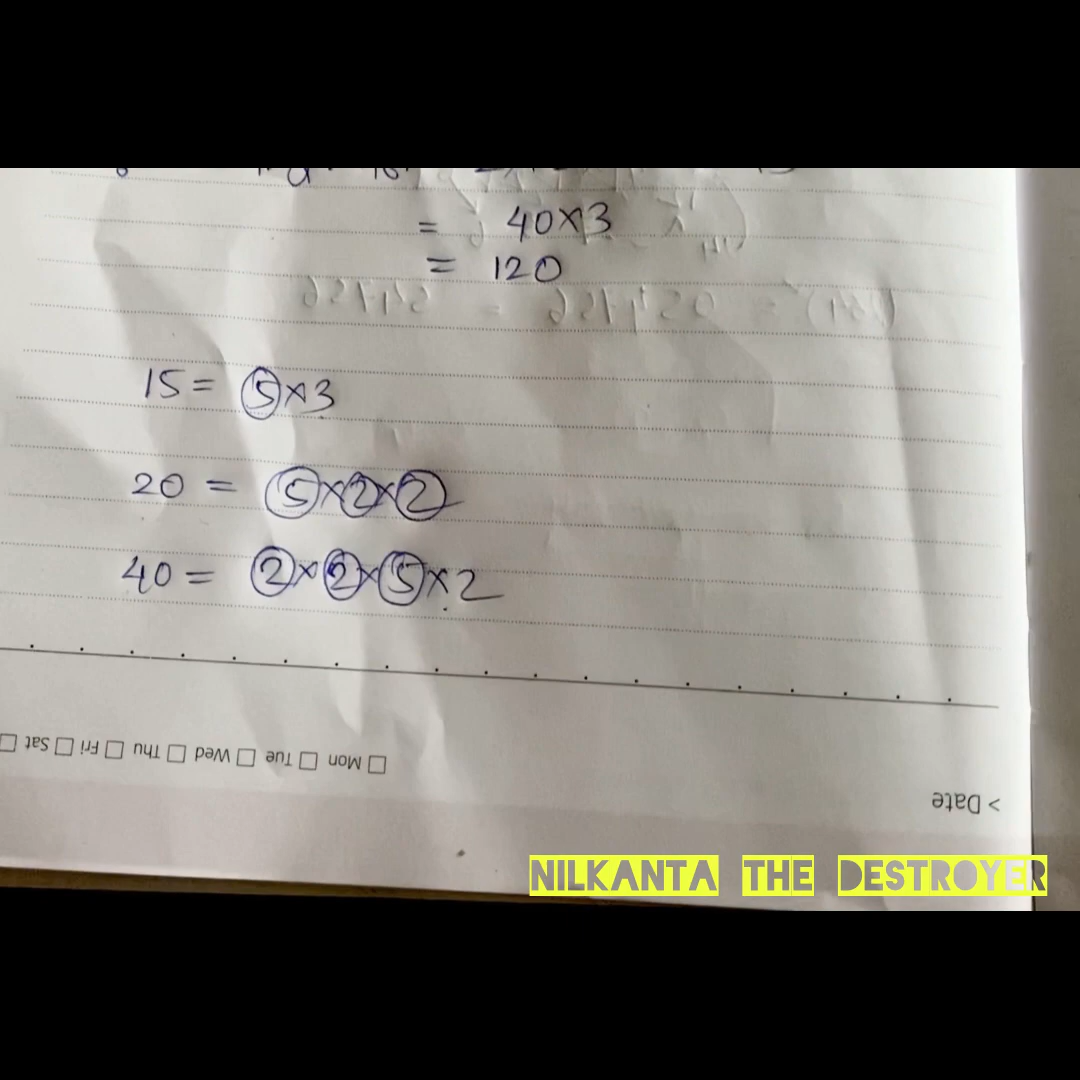 = 40×3
= 120
15 = 5×3
20 = 5×2×2
40 = 2×2×5×2
Mon Tue Wed Thu Fri Sat
> Date
NILKANTA THE DESTROYER